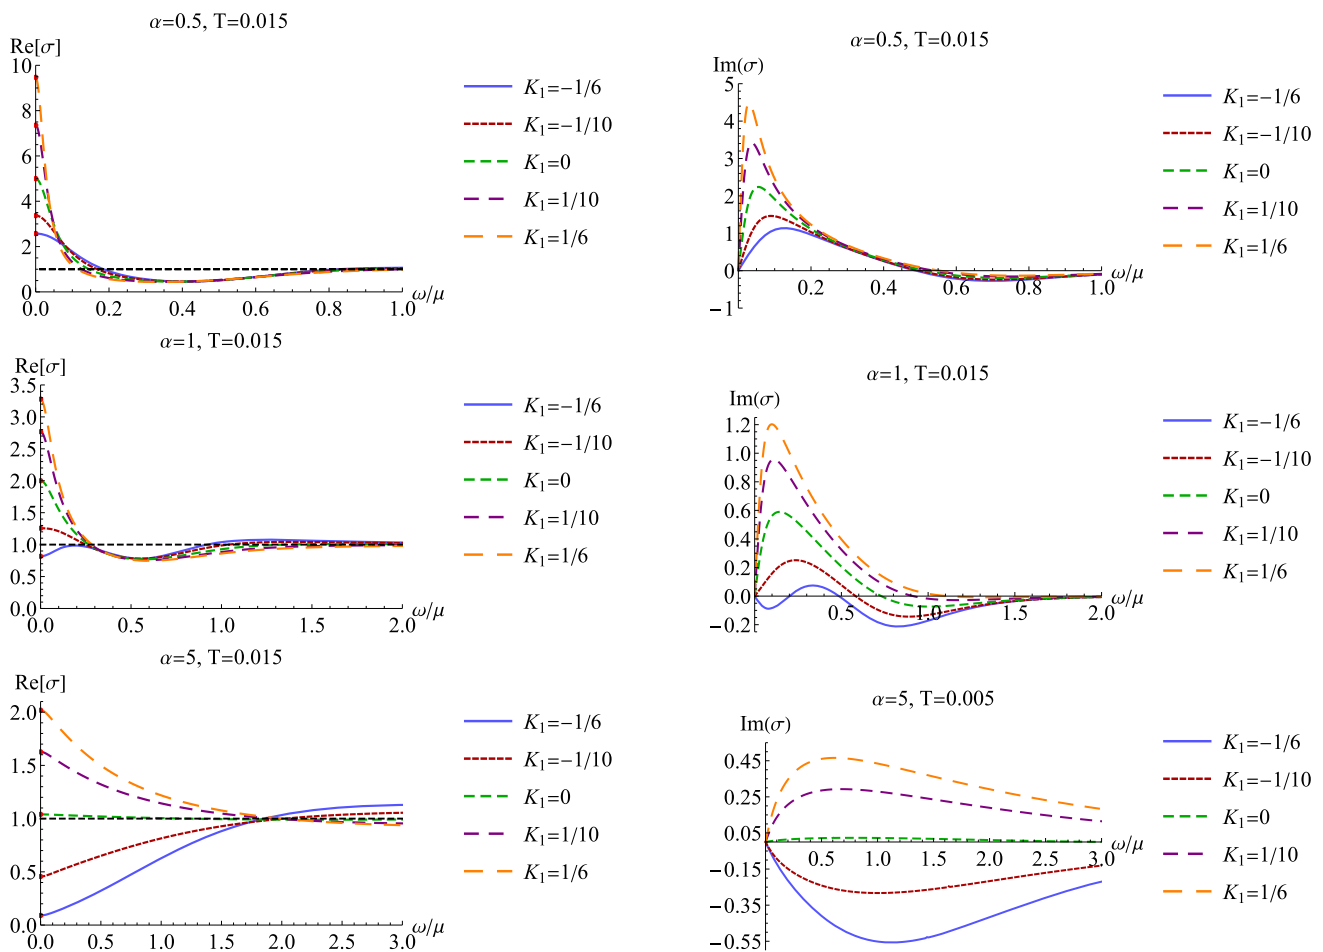 α=0.5, T=0.015
Re[σ]
10
8
6
4
2
0
0.0 0.2 0.4 0.6 0.8 1.0
ω/μ
K₁=−1/6
K₁=−1/10
K₁=0
K₁=1/10
K₁=1/6
α=0.5, T=0.015
Im(σ)
5
4
3
2
1
0
−1
0.2 0.4 0.6 0.8 1.0
ω/μ
K₁=−1/6
K₁=−1/10
K₁=0
K₁=1/10
K₁=1/6
α=1, T=0.015
Re[σ]
3.5
3.0
2.5
2.0
1.5
1.0
0.5
0.0
0.0 0.5 1.0 1.5 2.0
ω/μ
K₁=−1/6
K₁=−1/10
K₁=0
K₁=1/10
K₁=1/6
α=1, T=0.015
Im(σ)
1.2
1.0
0.8
0.6
0.4
0.2
0.0
−0.2
0.5 1.0 1.5 2.0
ω/μ
K₁=−1/6
K₁=−1/10
K₁=0
K₁=1/10
K₁=1/6
α=5, T=0.015
Re[σ]
2.0
1.5
1.0
0.5
0.0
0.0 0.5 1.0 1.5 2.0 2.5 3.0
ω/μ
K₁=−1/6
K₁=−1/10
K₁=0
K₁=1/10
K₁=1/6
α=5, T=0.005
Im(σ)
0.45
0.25
0.05
−0.15
−0.35
−0.55
0.5 1.0 1.5 2.0 2.5 3.0
ω/μ
K₁=−1/6
K₁=−1/10
K₁=0
K₁=1/10
K₁=1/6